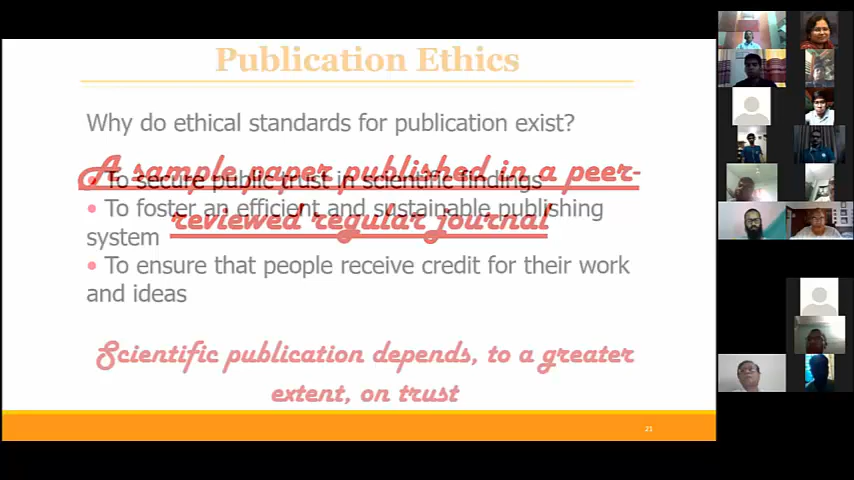 Publication Ethics
Why do ethical standards for publication exist?
A sample paper published in a peer-
• To secure public trust in scientific findings
• To foster an efficient and sustainable publishing
reviewed regular journal
system
• To ensure that people receive credit for their work
and ideas
Scientific publication depends, to a greater
extent, on trust
21